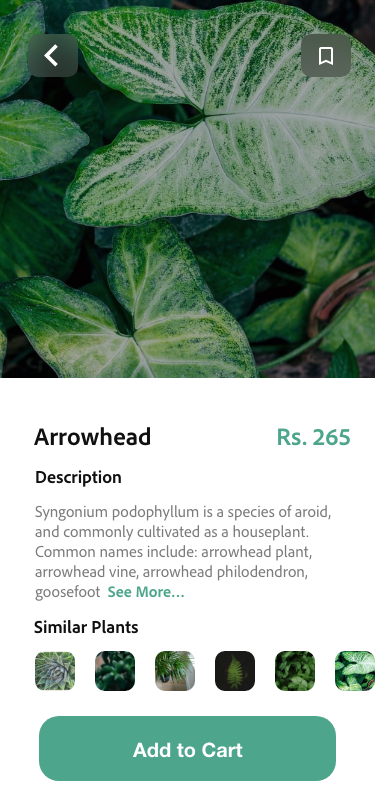 Arrowhead
Rs. 265
Description
Syngonium podophyllum is a species of aroid,
and commonly cultivated as a houseplant.
Common names include: arrowhead plant,
arrowhead vine, arrowhead philodendron,
goosefoot See More...
Similar Plants
Add to Cart